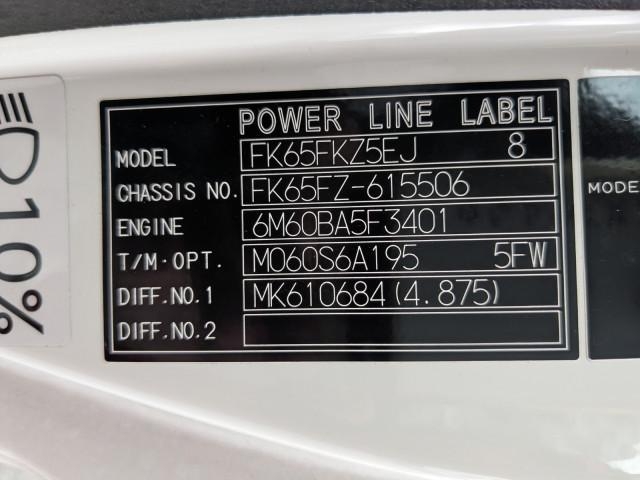 POWER LINE LABEL
MODEL FK65FKZ5EJ 8
CHASSIS NO. FK65FZ-615506
ENGINE 6M60BA5F3401
T/M·OPT. M060S6A195 5FW
DIFF.NO.1 MK610684(4.875)
DIFF.NO.2
10%
MODE